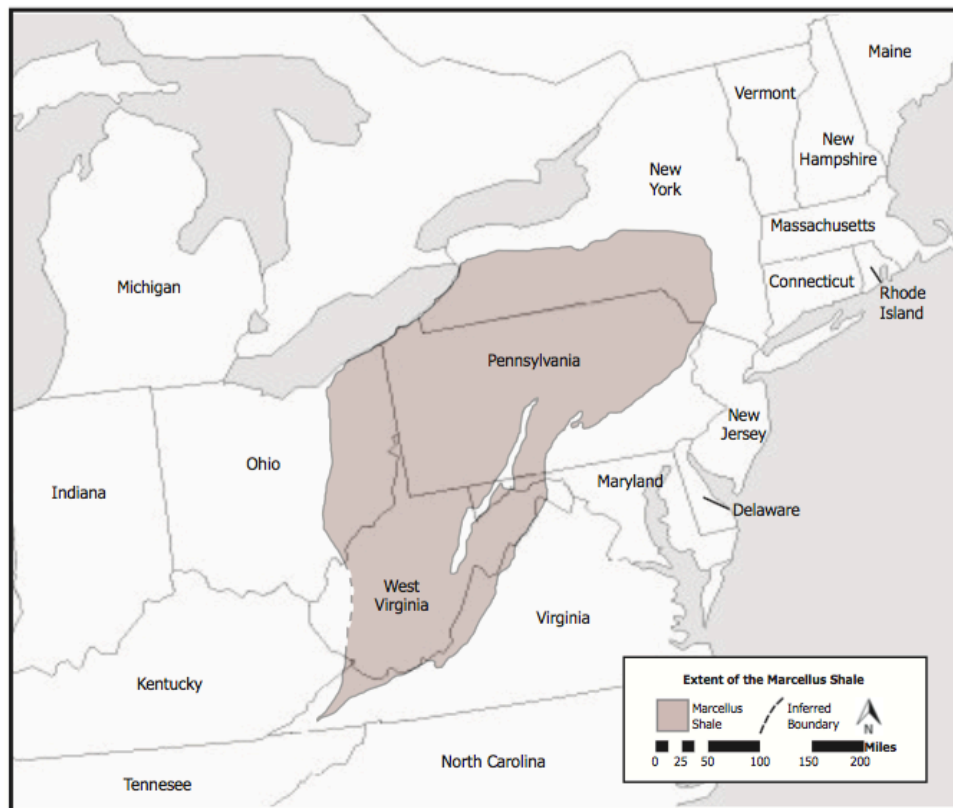 Maine
Vermont
New
Hampshire
New
York
Massachusetts
Connecticut
Rhode
Island
Michigan
Pennsylvania
New
Jersey
Ohio
Indiana
Maryland
Delaware
West
Virginia
Virginia
Kentucky
North Carolina
Tennesee
Extent of the Marcellus Shale
Marcellus
Shale
Inferred
Boundary
N
Miles
0 25 50 100 150 200